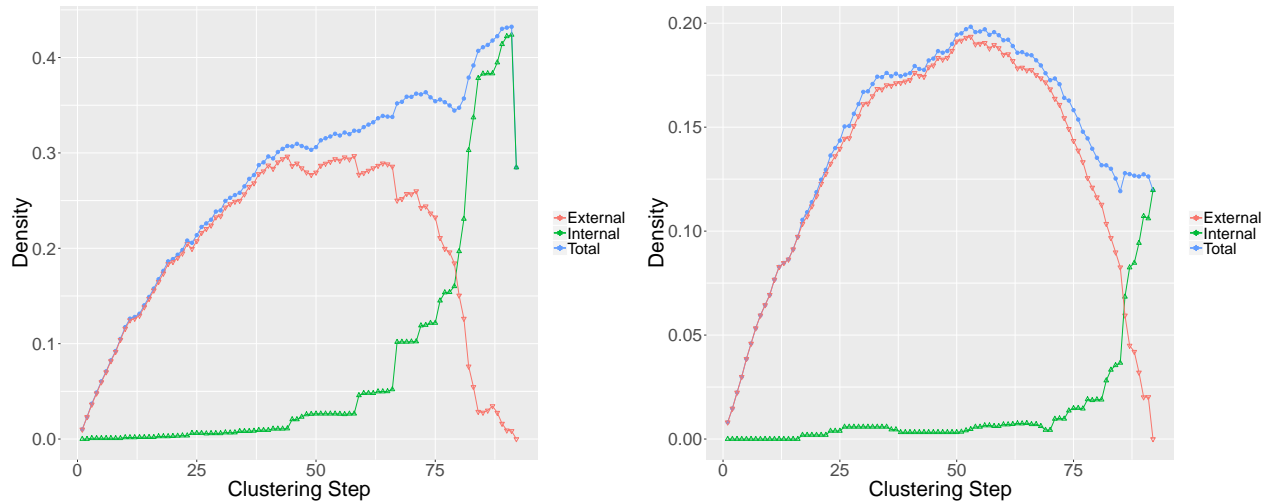 0.4
0.3
0.2
0.1
0.0
Density
0
25
50
75
Clustering Step
External
Internal
Total
0.20
0.15
0.10
0.05
0.00
Density
0
25
50
75
Clustering Step
External
Internal
Total